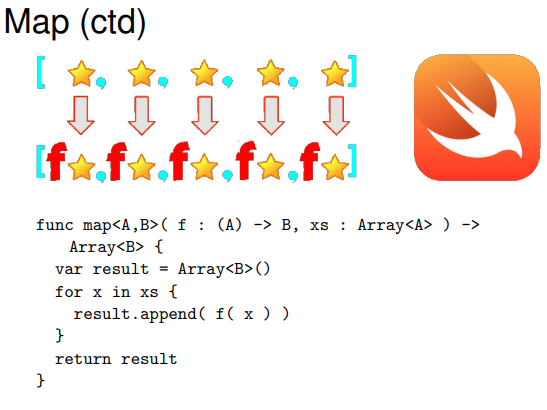 Map (ctd)
[ , , , , ]
[f , f , f , f , f ]
func map<A,B>( f : (A) -> B, xs : Array<A> ) ->
Array<B> {
var result = Array<B>()
for x in xs {
result.append( f( x ) )
}
return result
}